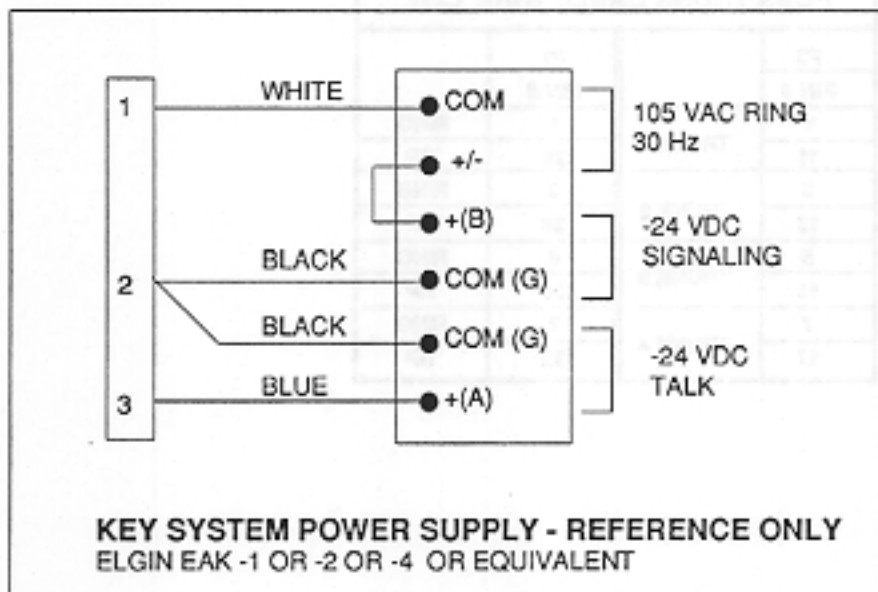 1
WHITE
COM
+/-
105 VAC RING
30 Hz
+(B)
-24 VDC
SIGNALING
2
BLACK
COM (G)
BLACK
COM (G)
-24 VDC
TALK
3
BLUE
+(A)
KEY SYSTEM POWER SUPPLY - REFERENCE ONLY
ELGIN EAK -1 OR -2 OR -4 OR EQUIVALENT